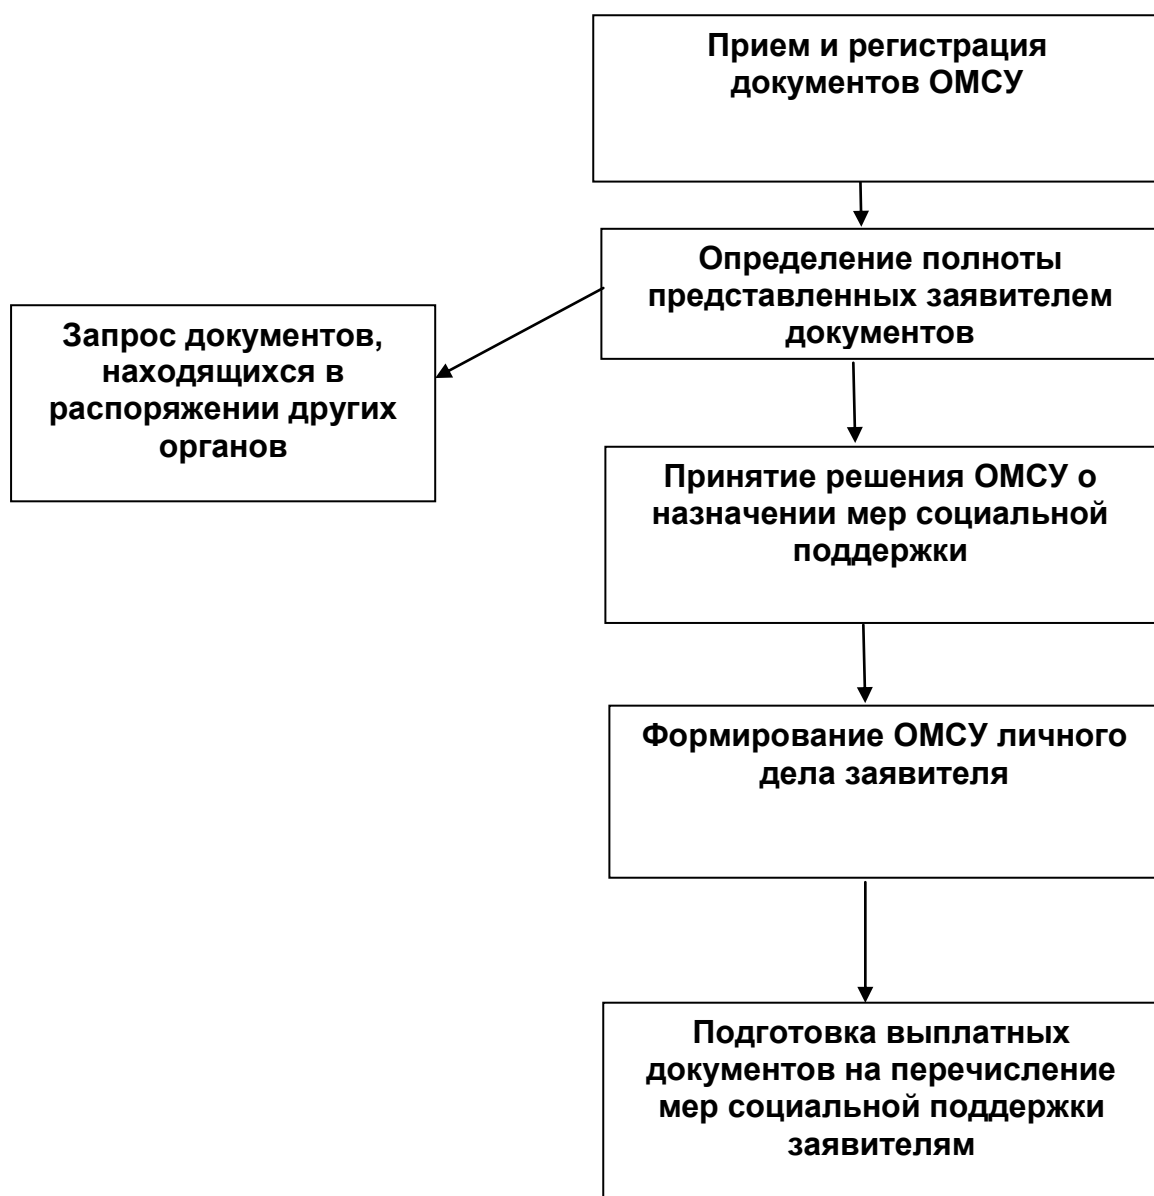 Прием и регистрация
документов ОМСУ
Определение полноты
представленных заявителем
документов
Запрос документов,
находящихся в
распоряжении других
органов
Принятие решения ОМСУ о
назначении мер социальной
поддержки
Формирование ОМСУ личного
дела заявителя
Подготовка выплатных
документов на перечисление
мер социальной поддержки
заявителям